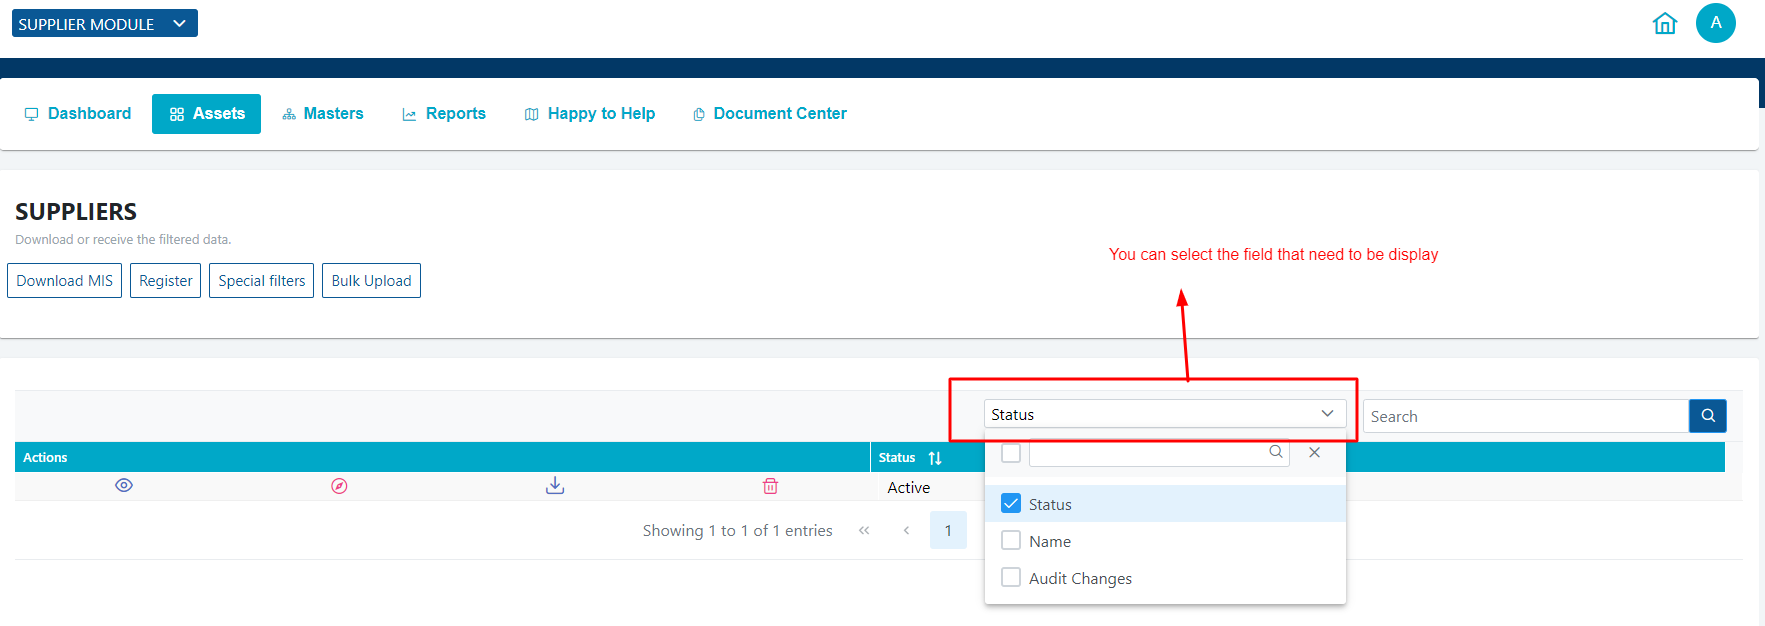 SUPPLIER MODULE
A
Dashboard Assets Masters Reports Happy to Help Document Center
SUPPLIERS
Download or receive the filtered data.
You can select the field that need to be display
Download MIS Register Special filters Bulk Upload
Status
Search
Actions Status
Active
Status
Showing 1 to 1 of 1 entries « ‹ 1
Name
Audit Changes